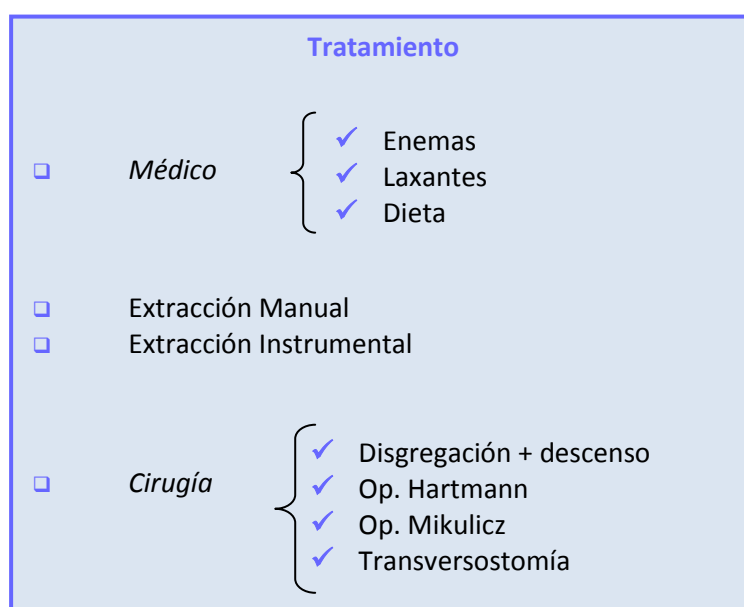 Tratamiento
Médico
Enemas
Laxantes
Dieta
Extracción Manual
Extracción Instrumental
Cirugía
Disgregación + descenso
Op. Hartmann
Op. Mikulicz
Transversostomía